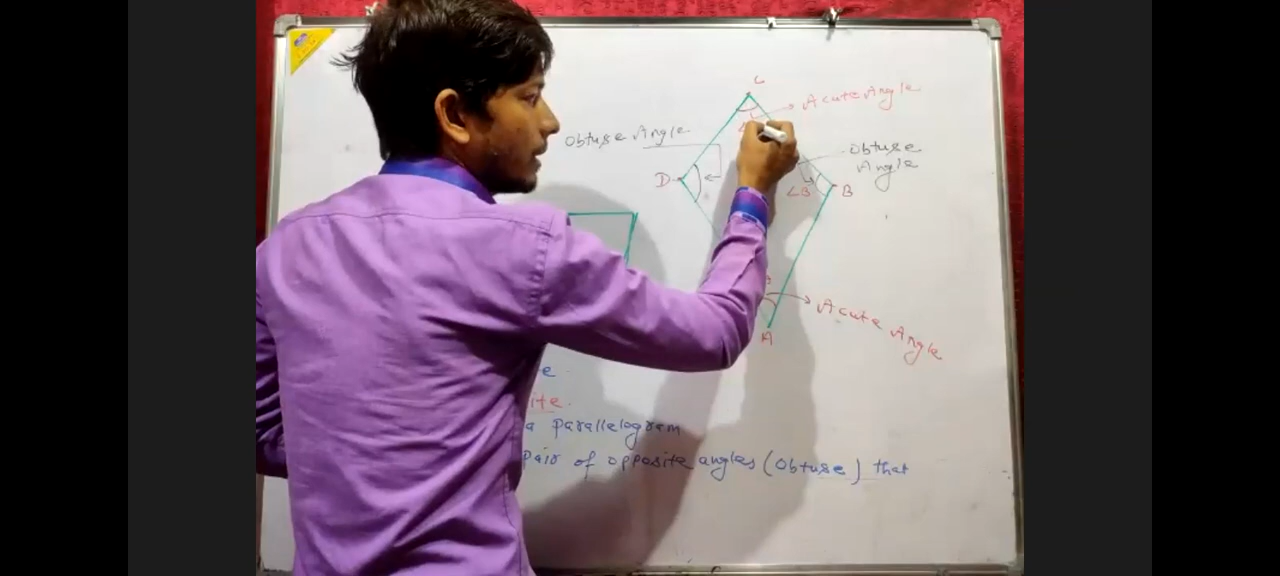 C
Acute Angle
Obtuse Angle
Obtuse
Angle
D
∠B
B
Acute Angle
A
e.
ite.
a parallelogram
pair of opposite angles (obtuse) that